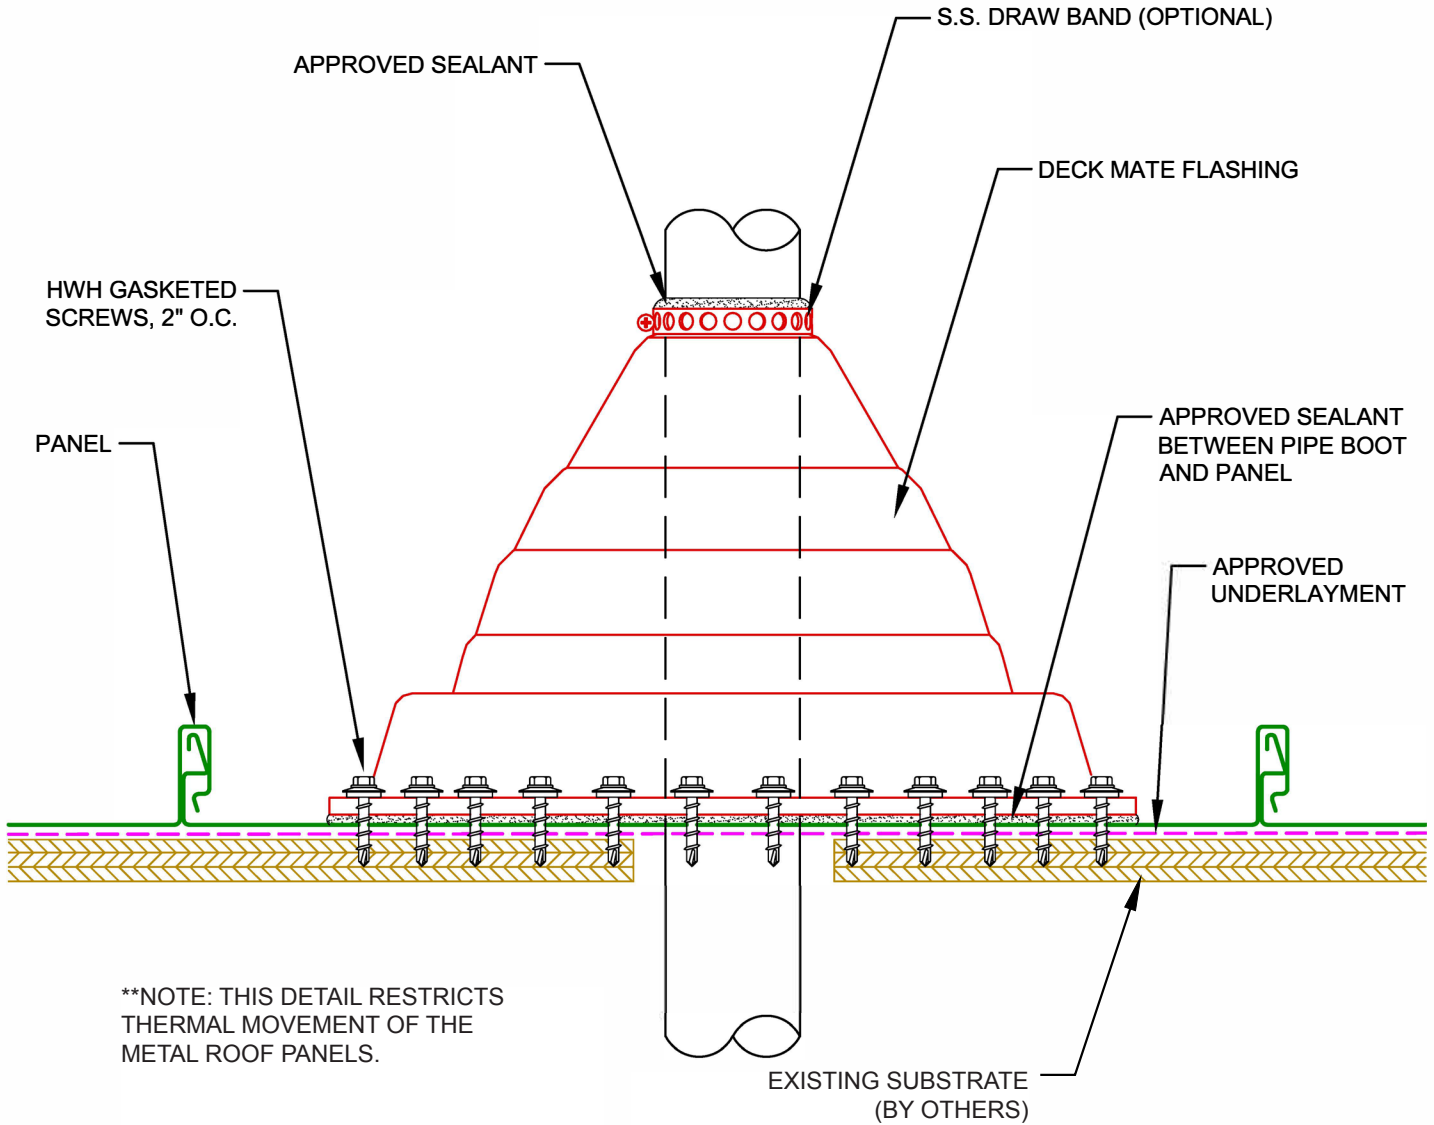 S.S. DRAW BAND (OPTIONAL)
APPROVED SEALANT
DECK MATE FLASHING
HWH GASKETED
SCREWS, 2" O.C.
PANEL
APPROVED SEALANT
BETWEEN PIPE BOOT
AND PANEL
APPROVED
UNDERLAYMENT
**NOTE: THIS DETAIL RESTRICTS
THERMAL MOVEMENT OF THE
METAL ROOF PANELS.
EXISTING SUBSTRATE
(BY OTHERS)